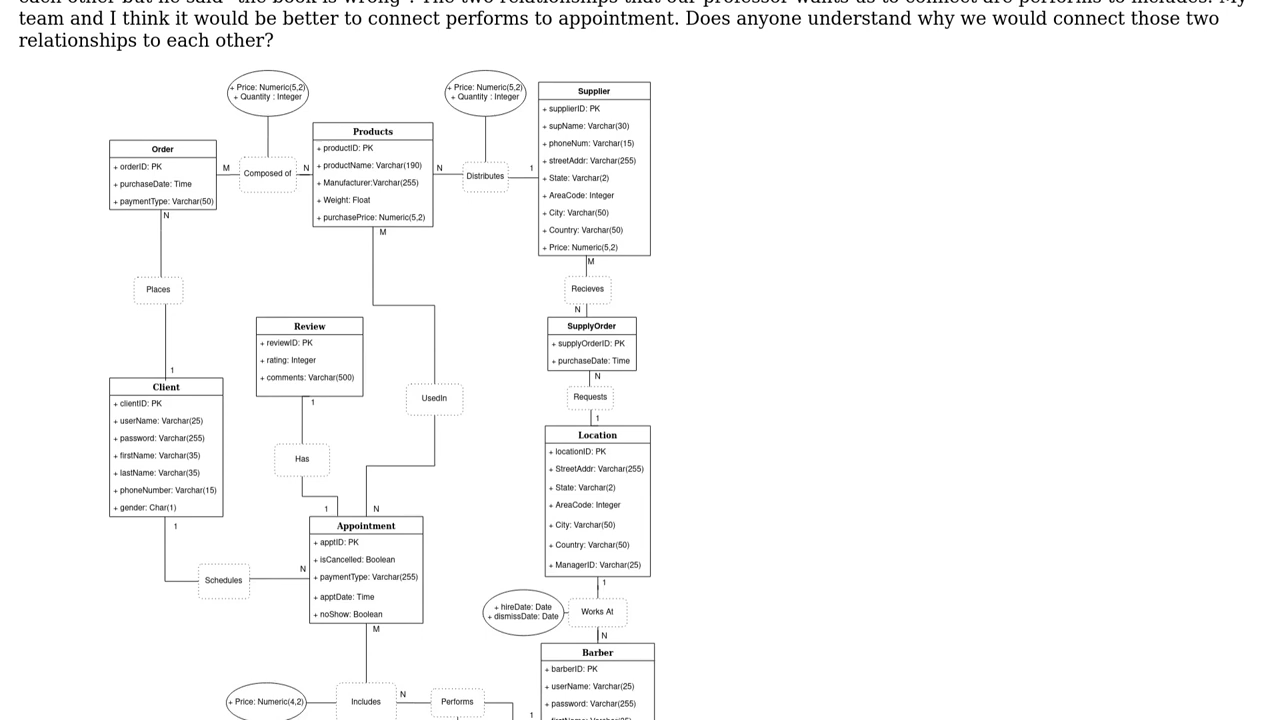 team and I think it would be better to connect performs to appointment. Does anyone understand why we would connect those two
relationships to each other?
+ Price: Numeric(5,2)
+ Quantity : Integer
+ Price: Numeric(5,2)
+ Quantity : Integer
Supplier
+ supplierID: PK
+ supName: Varchar(30)
+ phoneNum: Varchar(15)
+ streetAddr: Varchar(255)
+ State: Varchar(2)
+ AreaCode: Integer
+ City: Varchar(50)
+ Country: Varchar(50)
+ Price: Numeric(5,2)
Products
+ productID: PK
+ productName: Varchar(190)
+ Manufacturer:Varchar(255)
+ Weight: Float
+ purchasePrice: Numeric(5,2)
Order
+ orderID: PK
+ purchaseDate: Time
+ paymentType: Varchar(50)
M
Composed of
N
N
Distributes
1
N
M
M
Places
Recieves
N
Review
+ reviewID: PK
+ rating: Integer
+ comments: Varchar(500)
SupplyOrder
+ supplyOrderID: PK
+ purchaseDate: Time
1
N
Client
+ clientID: PK
+ userName: Varchar(25)
+ password: Varchar(255)
+ firstName: Varchar(35)
+ lastName: Varchar(35)
+ phoneNumber: Varchar(15)
+ gender: Char(1)
1
UsedIn
Requests
1
Location
+ locationID: PK
+ StreetAddr: Varchar(255)
+ State: Varchar(2)
+ AreaCode: Integer
+ City: Varchar(50)
+ Country: Varchar(50)
+ ManagerID: Varchar(25)
Has
1
N
1
Appointment
+ apptID: PK
+ isCancelled: Boolean
+ paymentType: Varchar(255)
+ apptDate: Time
+ noShow: Boolean
Schedules
N
1
+ hireDate: Date
+ dismissDate: Date
Works At
M
N
Barber
+ barberID: PK
+ userName: Varchar(25)
+ password: Varchar(255)
+ Price: Numeric(4,2)
Includes
N
Performs
1